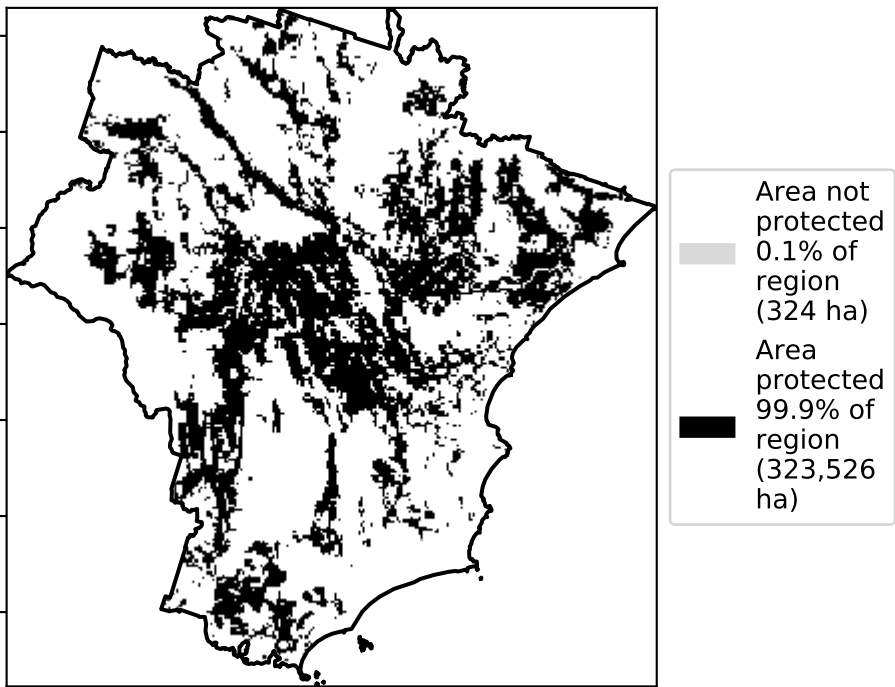 Area not
protected
0.1% of
region
(324 ha)
Area
protected
99.9% of
region
(323,526
ha)